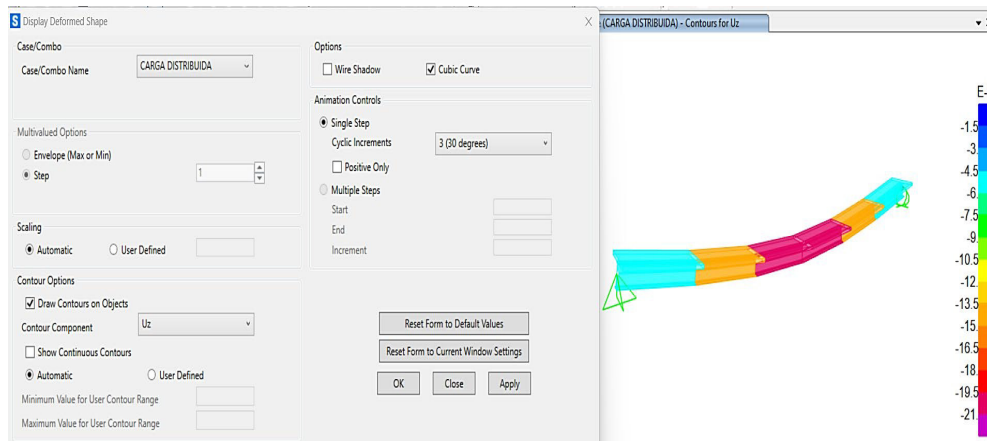 Display Deformed Shape
(CARGA DISTRIBUIDA) - Contours for Uz
Case/Combo
Case/Combo Name
CARGA DISTRIBUIDA
Multivalued Options
Envelope (Max or Min)
Step
1
Scaling
Automatic
User Defined
Contour Options
Draw Contours on Objects
Contour Component
Uz
Show Continuous Contours
Automatic
User Defined
Minimum Value for User Contour Range
Maximum Value for User Contour Range
Options
Wire Shadow
Cubic Curve
Animation Controls
Single Step
Cyclic Increments
3 (30 degrees)
Positive Only
Multiple Steps
Start
End
Increment
Reset Form to Default Values
Reset Form to Current Window Settings
OK
Close
Apply
E-
-1.5
-3.
-4.5
-6.
-7.5
-9.
-10.5
-12.
-13.5
-15.
-16.5
-18.
-19.5
-21.